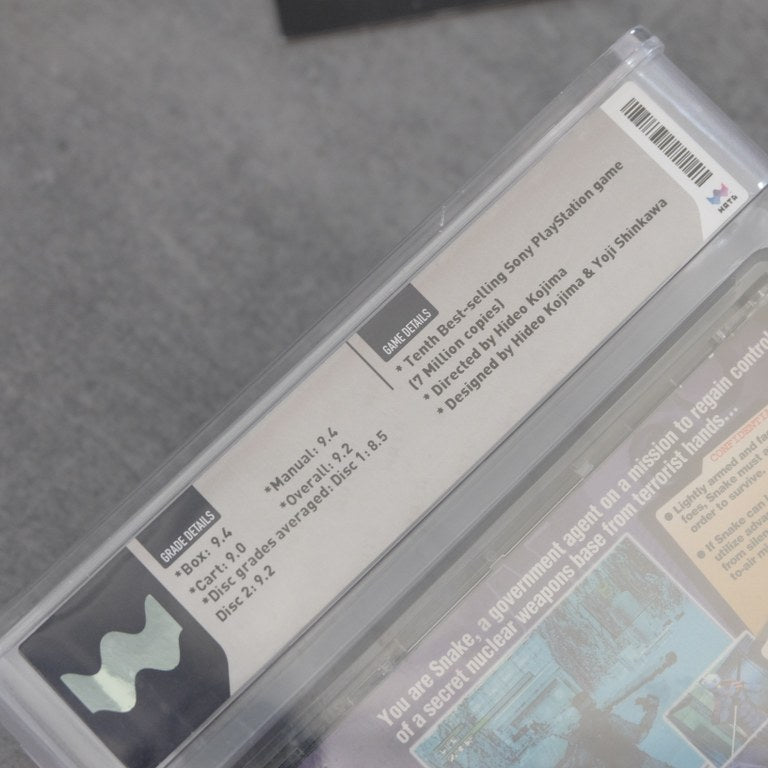 GRADE DETAILS
*Box: 9.4
*Manual: 9.4
*Cart: 9.0
*Overall: 9.2
*Disc grades averaged: Disc 1: 8.5
Disc 2: 9.2
GAME DETAILS
* Tenth Best-selling Sony PlayStation game
(7 Million copies)
* Directed by Hideo Kojima
* Designed by Hideo Kojima & Yoji Shinkawa
WATA
You are Snake, a government agent on a mission to regain control
of a secret nuclear weapons base from terrorist hands...
Lightly armed and
foes, Snake must
order to survive.
If Snake can
utilize
from
to-air